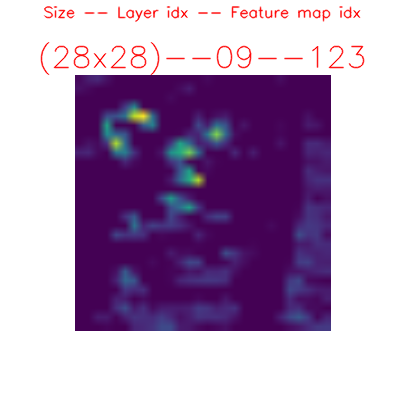 Size -- Layer idx -- Feature map idx
(28x28)--09--123